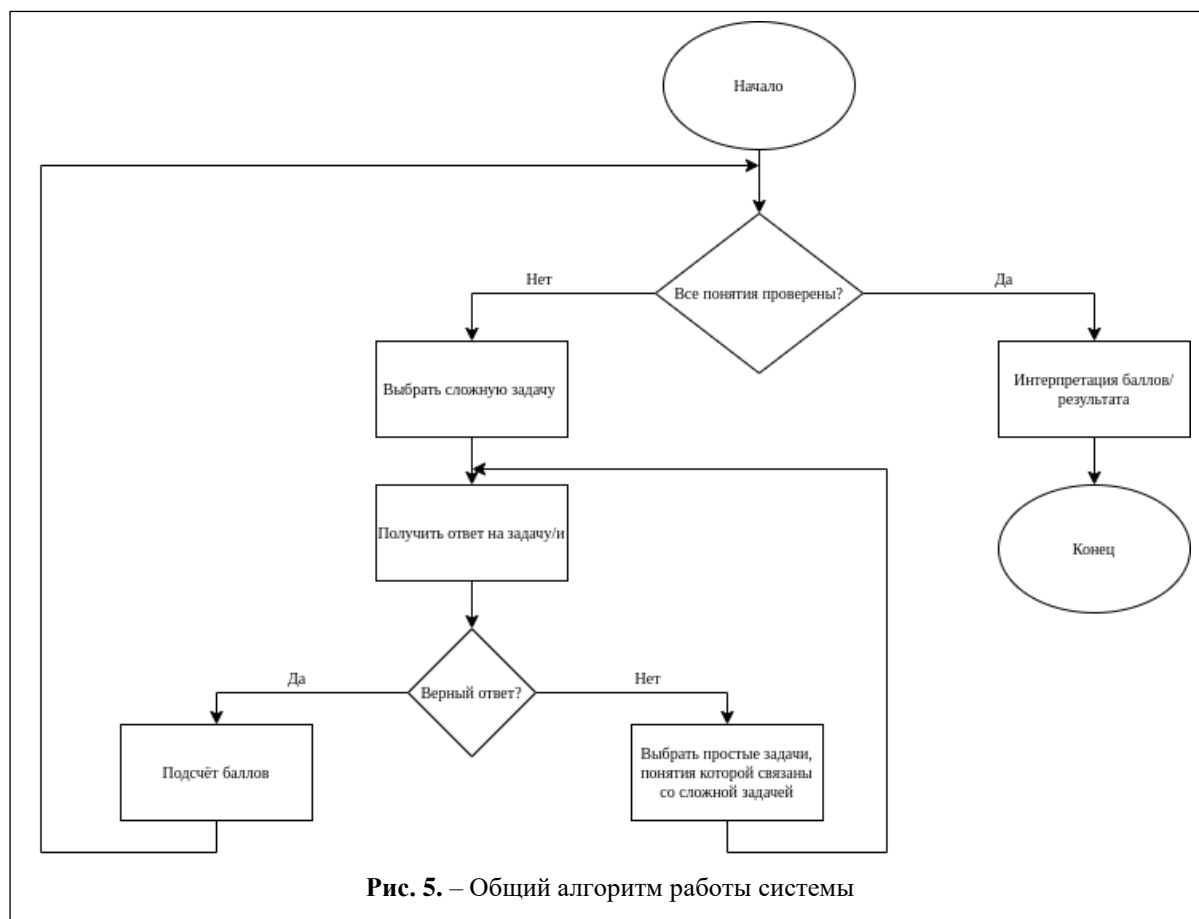 Начало
Все понятия проверены?
Нет
Да
Выбрать сложную задачу
Интерпретация баллов/
результата
Получить ответ на задачу/и
Конец
Верный ответ?
Да
Нет
Подсчёт баллов
Выбрать простые задачи,
понятия которой связаны
со сложной задачей
Рис. 5. – Общий алгоритм работы системы